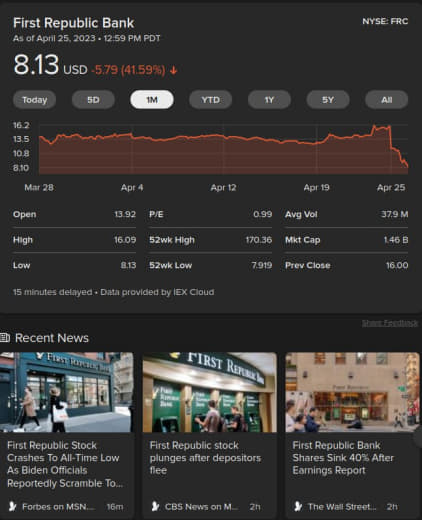 First Republic Bank
NYSE: FRC
As of April 25, 2023 • 12:59 PM PDT
8.13 USD -5.79 (41.59%) ↓
Today 5D 1M YTD 1Y 5Y All
16.2
13.5
10.8
8.10
Mar 28 Apr 4 Apr 12 Apr 19 Apr 25
Open 13.92 P/E 0.99 Avg Vol 37.9 M
High 16.09 52wk High 170.36 Mkt Cap 1.46 B
Low 8.13 52wk Low 7.919 Prev Close 16.00
15 minutes delayed • Data provided by IEX Cloud
Share Feedback
Recent News
FIRST REPUBLIC BANK
FIRST REPUBLIC BANK
FIRST REPUBLIC
First Republic Stock
Crashes To All-Time Low
As Biden Officials
Reportedly Scramble To...
Forbes on MSN... 16m
First Republic stock
plunges after depositors
flee
CBS News on M... 2h
First Republic Bank
Shares Sink 40% After
Earnings Report
The Wall Street... 2h